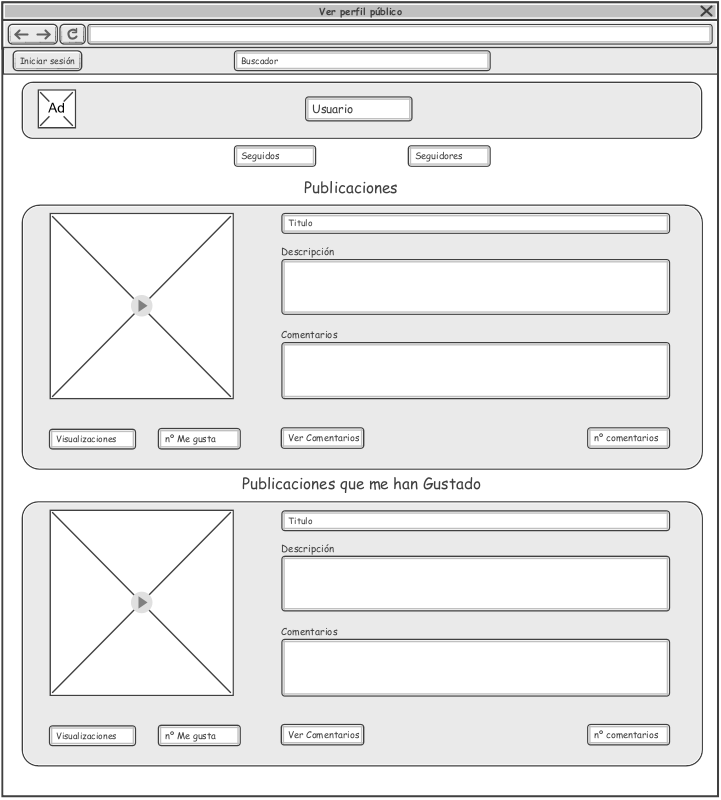 Ver perfil público
Iniciar sesión
Buscador
Ad
Usuario
Seguidos
Seguidores
Publicaciones
Titulo
Descripción
Comentarios
Visualizaciones
nº Me gusta
Ver Comentarios
nº comentarios
Publicaciones que me han Gustado
Titulo
Descripción
Comentarios
Visualizaciones
nº Me gusta
Ver Comentarios
nº comentarios